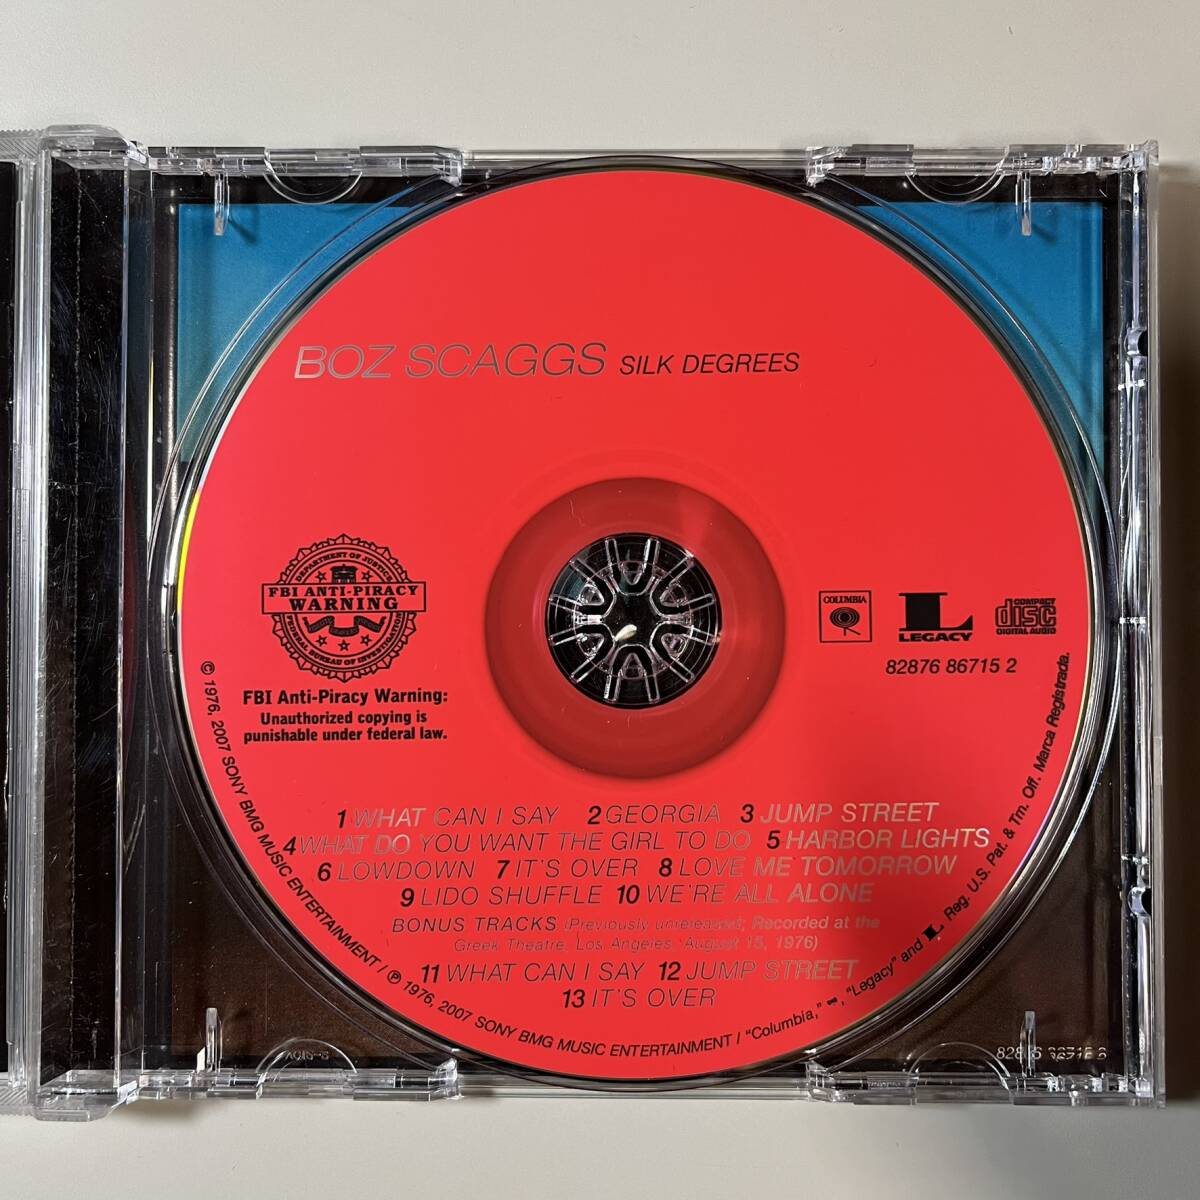 BOZ SCAGGS SILK DEGREES
DEPARTMENT OF JUSTICE
FBI ANTI-PIRACY
WARNING
FEDERAL BUREAU OF INVESTIGATION
FBI Anti-Piracy Warning:
Unauthorized copying is
punishable under federal law.
COLUMBIA
L
LEGACY
COMPACT
disc
DIGITAL AUDIO
82876 86715 2
1 WHAT CAN I SAY 2 GEORGIA 3 JUMP STREET
4 WHAT DO YOU WANT THE GIRL TO DO 5 HARBOR LIGHTS
6 LOWDOWN 7 IT'S OVER 8 LOVE ME TOMORROW
9 LIDO SHUFFLE 10 WE'RE ALL ALONE
BONUS TRACKS (Previously unreleased; Recorded at the
Greek Theatre, Los Angeles, August 15, 1976)
11 WHAT CAN I SAY 12 JUMP STREET
13 IT'S OVER
© 1976, 2007 SONY BMG MUSIC ENTERTAINMENT / ℗ 1976, 2007 SONY BMG MUSIC ENTERTAINMENT / "Columbia," , "Legacy" and L Reg. U.S. Pat. & Tm. Off. Marca Registrada.